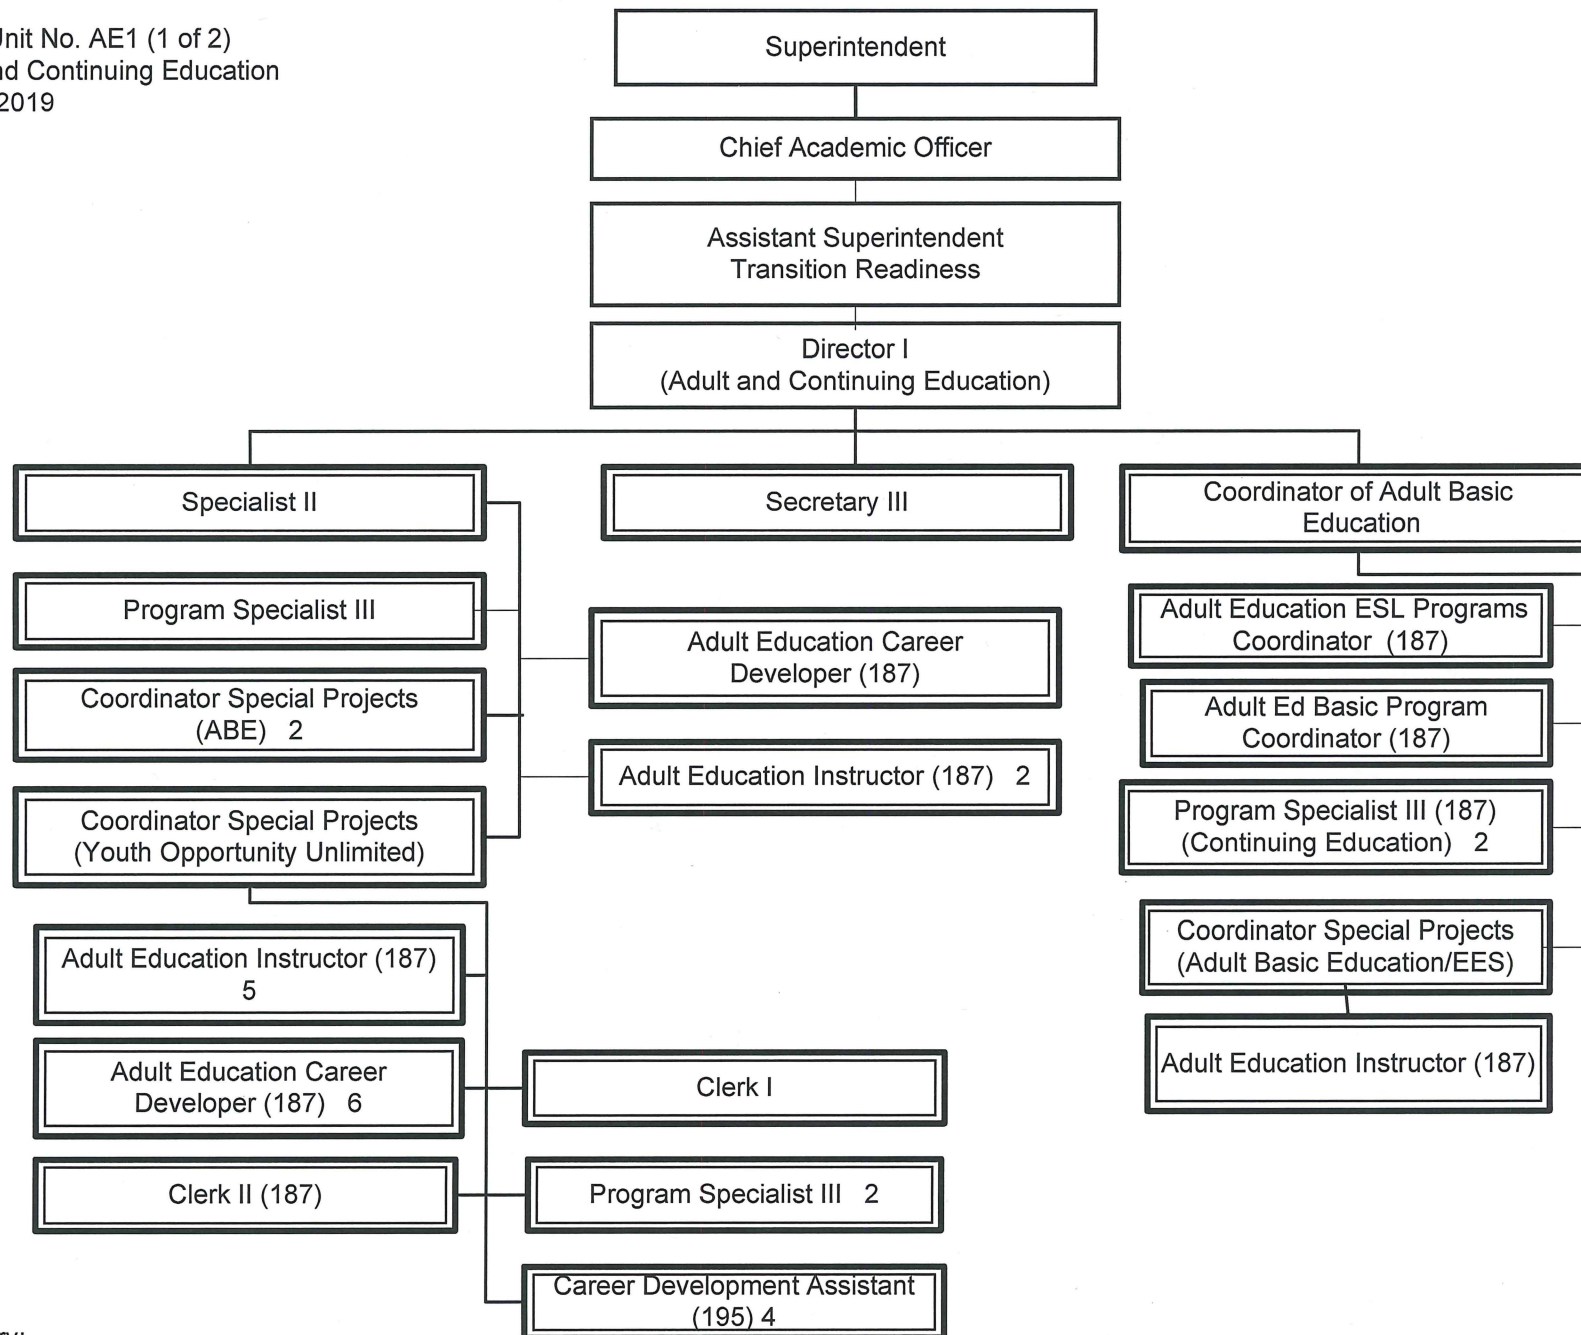 Unit No. AE1 (1 of 2)
nd Continuing Education
2019
Superintendent
Chief Academic Officer
Assistant Superintendent
Transition Readiness
Director I
(Adult and Continuing Education)
Specialist II
Secretary III
Coordinator of Adult Basic
Education
Program Specialist III
Coordinator Special Projects
(ABE) 2
Coordinator Special Projects
(Youth Opportunity Unlimited)
Adult Education Career
Developer (187)
Adult Education Instructor (187) 2
Adult Education ESL Programs
Coordinator (187)
Adult Ed Basic Program
Coordinator (187)
Program Specialist III (187)
(Continuing Education) 2
Coordinator Special Projects
(Adult Basic Education/EES)
Adult Education Instructor (187)
Adult Education Instructor (187)
5
Adult Education Career
Developer (187) 6
Clerk II (187)
Clerk I
Program Specialist III 2
Career Development Assistant
(195) 4